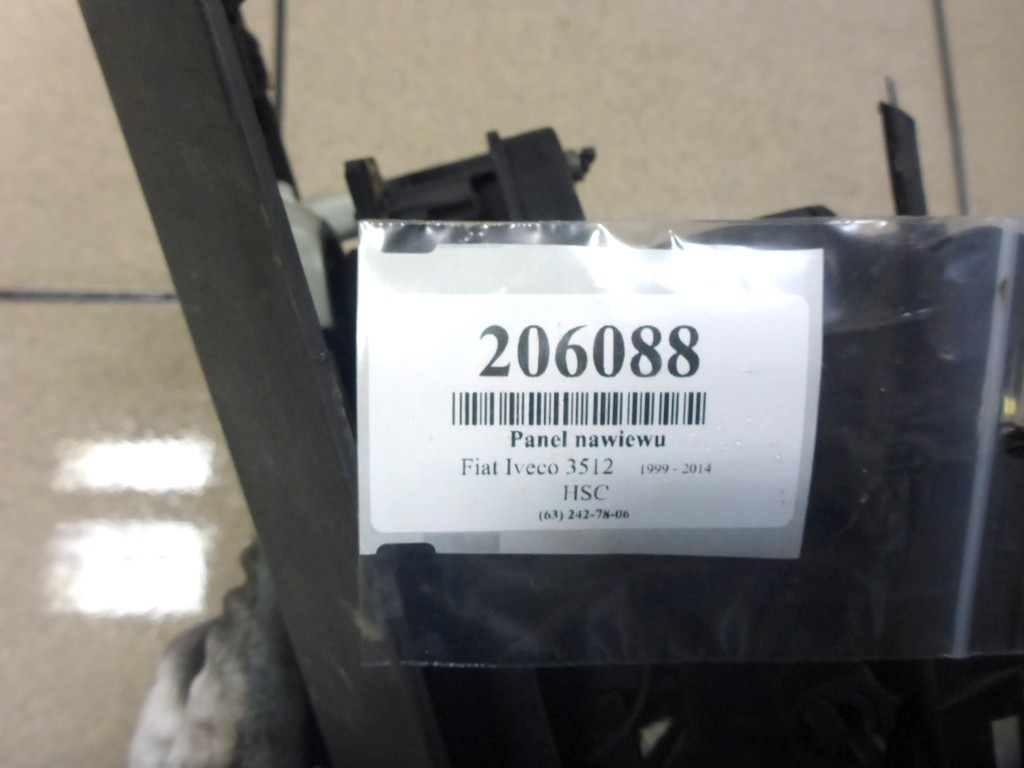 206088
Panel nawiewu
Fiat Iveco 3512 1999 - 2014
HSC
(63) 242-78-06